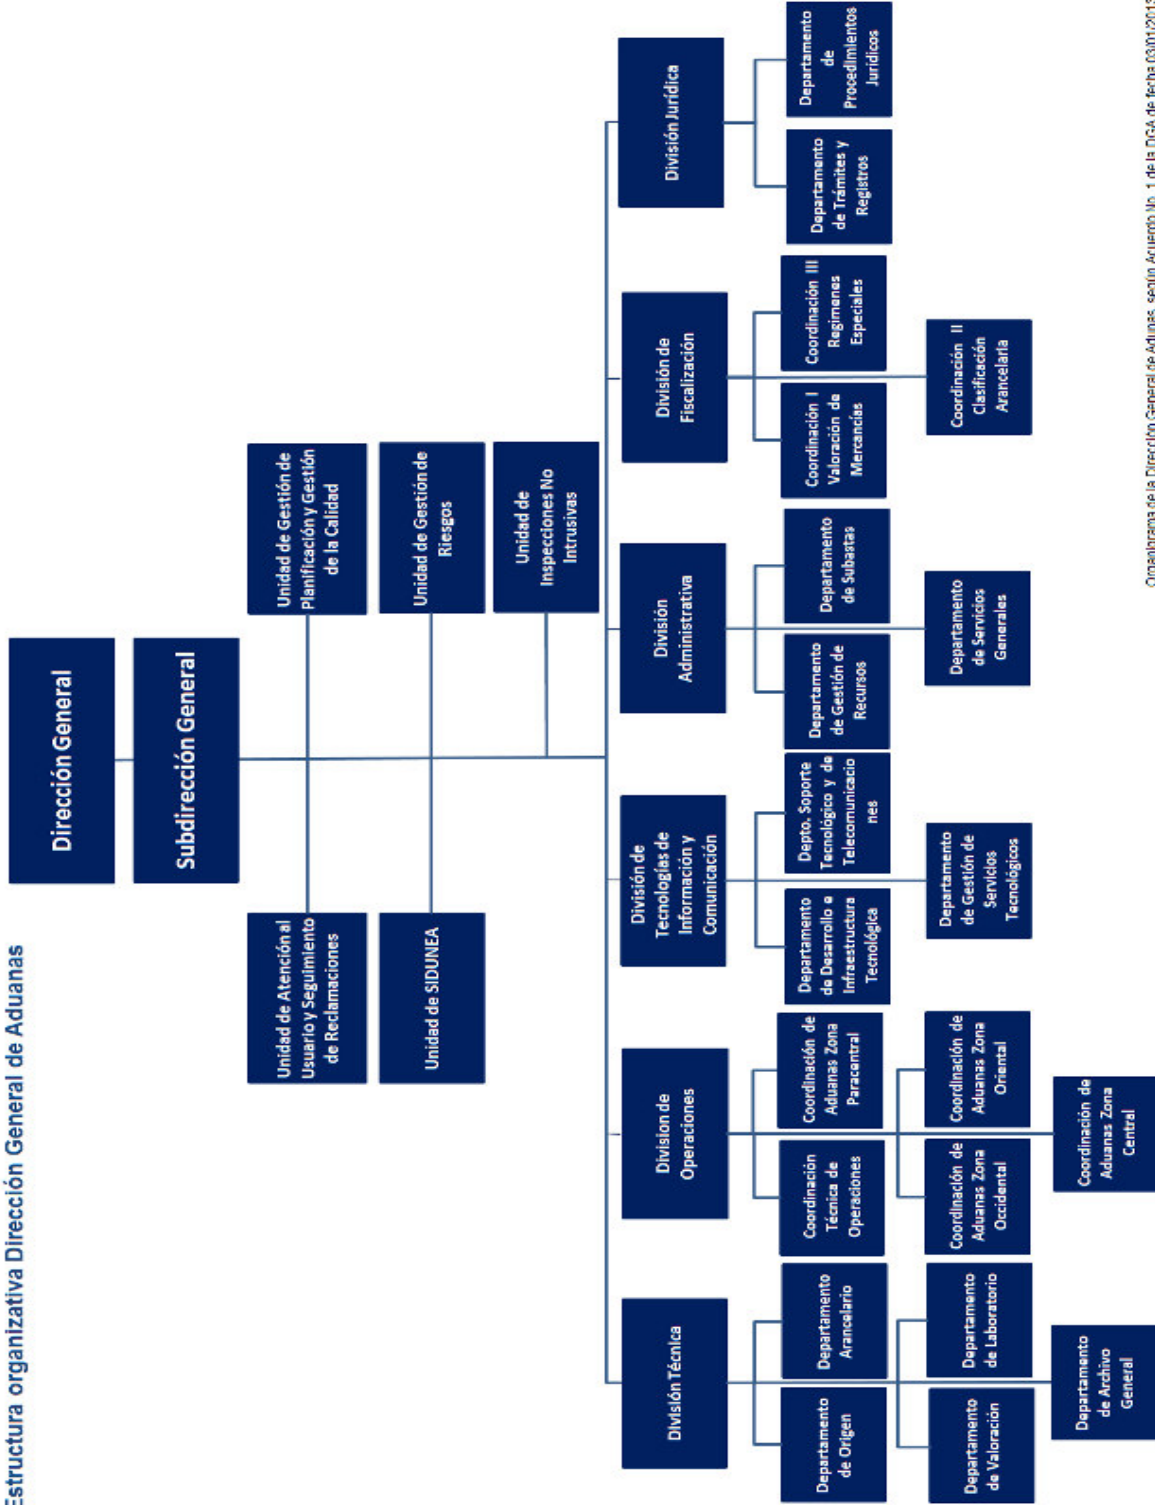 Estructura organizativa Dirección General de Aduanas
Dirección General
Subdirección General
Unidad de Atención al
Usuario y Seguimiento
de Reclamaciones
Unidad de Gestión de
Planificación y Gestión
de la Calidad
Unidad de SIDUNEA
Unidad de Gestión de
Riesgos
Unidad de
Inspecciones No
Intrusivas
División Técnica
Division de
Operaciones
División de
Tecnologías de
Información y
Comunicación
División
Administrativa
División de
Fiscalización
División Jurídica
Departamento
de Origen
Departamento
Arancelario
Coordinación
Técnica de
Operaciones
Coordinación de
Aduanas Zona
Paracentral
Departamento
de Desarrollo e
Infraestructura
Tecnológica
Depto. Soporte
Tecnológico y de
Telecomunicacio
nes
Departamento
de Gestión de
Recursos
Departamento
de Subastas
Coordinación I
Valoración de
Mercancías
Coordinación III
Regimenes
Especiales
Departamento
de Trámites y
Registros
Departamento
de
Procedimientos
Jurídicos
Departamento
de Valoración
Departamento
de Laboratorio
Coordinación de
Aduanas Zona
Occidental
Coordinación de
Aduanas Zona
Oriental
Departamento
de Gestión de
Servicios
Tecnológicos
Departamento
de Servicios
Generales
Coordinación II
Clasificación
Arancelaria
Departamento
de Archivo
General
Coordinación de
Aduanas Zona
Central
Organigrama de la Dirección General de Aduanas, según Acuerdo No. 1 de la DGA de fecha 03/01/2013